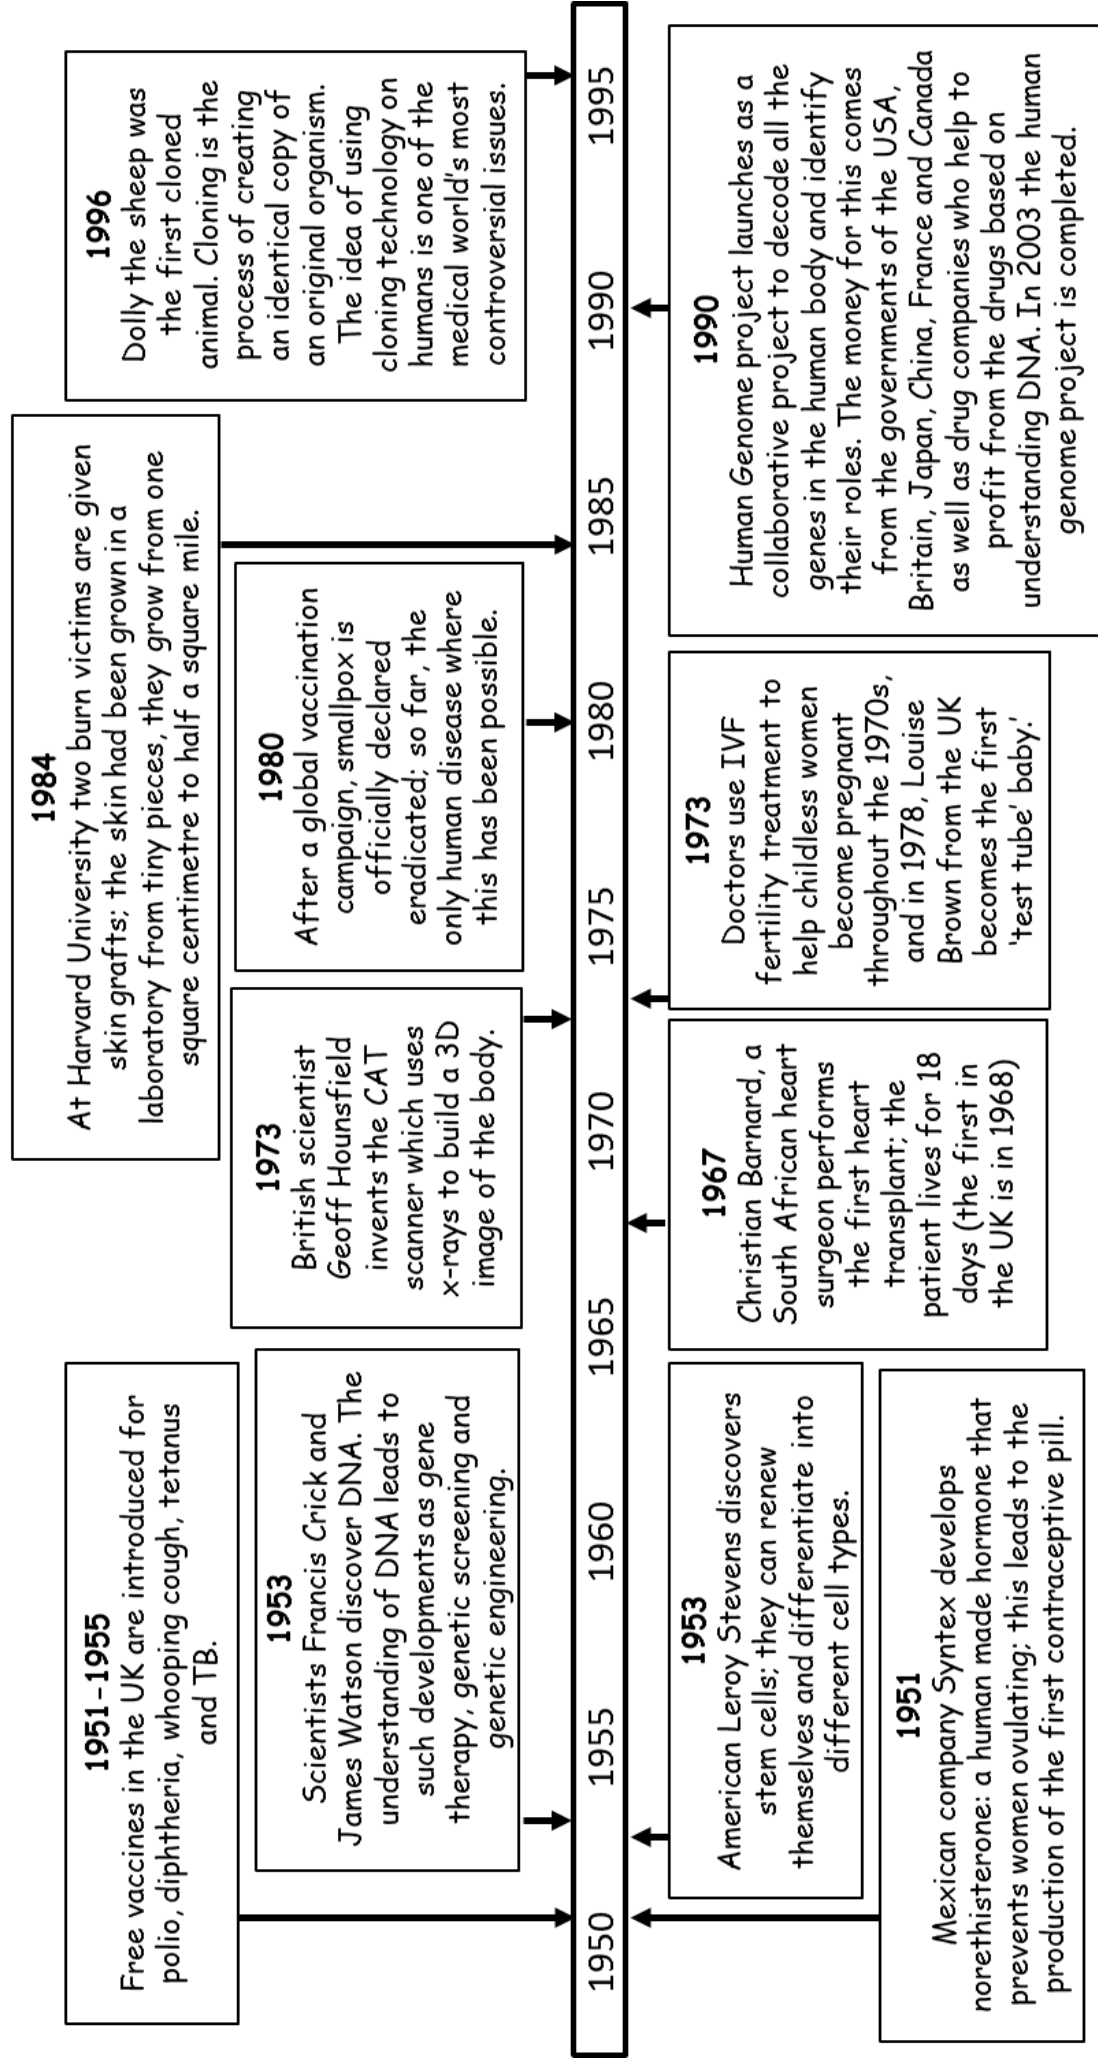 1951-1955
Free vaccines in the UK are introduced for
polio, diphtheria, whooping cough, tetanus
and TB.
1953
Scientists Francis Crick and
James Watson discover DNA. The
understanding of DNA leads to
such developments as gene
therapy, genetic screening and
genetic engineering.
1984
At Harvard University two burn victims are given
skin grafts; the skin had been grown in a
laboratory from tiny pieces, they grow from one
square centimetre to half a square mile.
1973
British scientist
Geoff Hounsfield
invents the CAT
scanner which uses
x-rays to build a 3D
image of the body.
1980
After a global vaccination
campaign, smallpox is
officially declared
eradicated; so far, the
only human disease where
this has been possible.
1996
Dolly the sheep was
the first cloned
animal. Cloning is the
process of creating
an identical copy of
an original organism.
The idea of using
cloning technology on
humans is one of the
medical world's most
controversial issues.
1950 1955 1960 1965 1970 1975 1980 1985 1990 1995
1953
American Leroy Stevens discovers
stem cells; they can renew
themselves and differentiate into
different cell types.
1951
Mexican company Syntex develops
norethisterone: a human made hormone that
prevents women ovulating; this leads to the
production of the first contraceptive pill.
1967
Christian Barnard, a
South African heart
surgeon performs
the first heart
transplant; the
patient lives for 18
days (the first in
the UK is in 1968)
1973
Doctors use IVF
fertility treatment to
help childless women
become pregnant
throughout the 1970s,
and in 1978, Louise
Brown from the UK
becomes the first
'test tube' baby.'
1990
Human Genome project launches as a
collaborative project to decode all the
genes in the human body and identify
their roles. The money for this comes
from the governments of the USA,
Britain, Japan, China, France and Canada
as well as drug companies who help to
profit from the drugs based on
understanding DNA. In 2003 the human
genome project is completed.